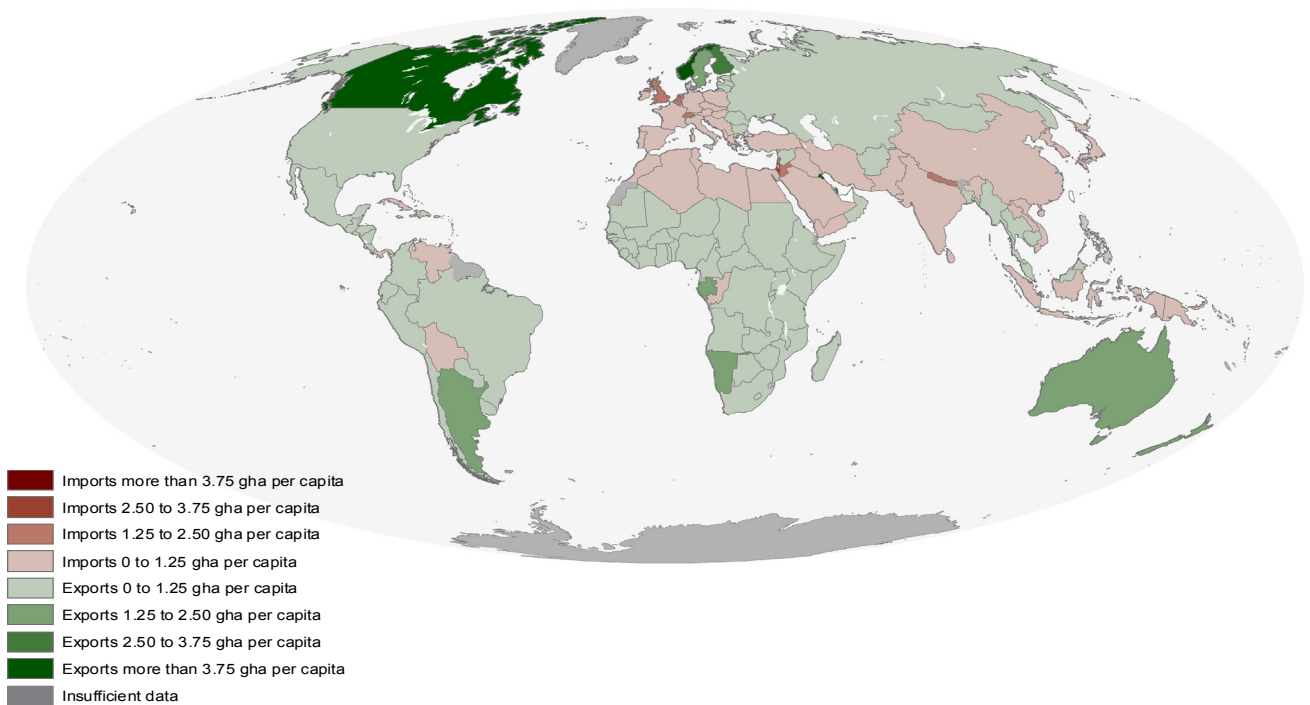 Imports more than 3.75 gha per capita
Imports 2.50 to 3.75 gha per capita
Imports 1.25 to 2.50 gha per capita
Imports 0 to 1.25 gha per capita
Exports 0 to 1.25 gha per capita
Exports 1.25 to 2.50 gha per capita
Exports 2.50 to 3.75 gha per capita
Exports more than 3.75 gha per capita
Insufficient data